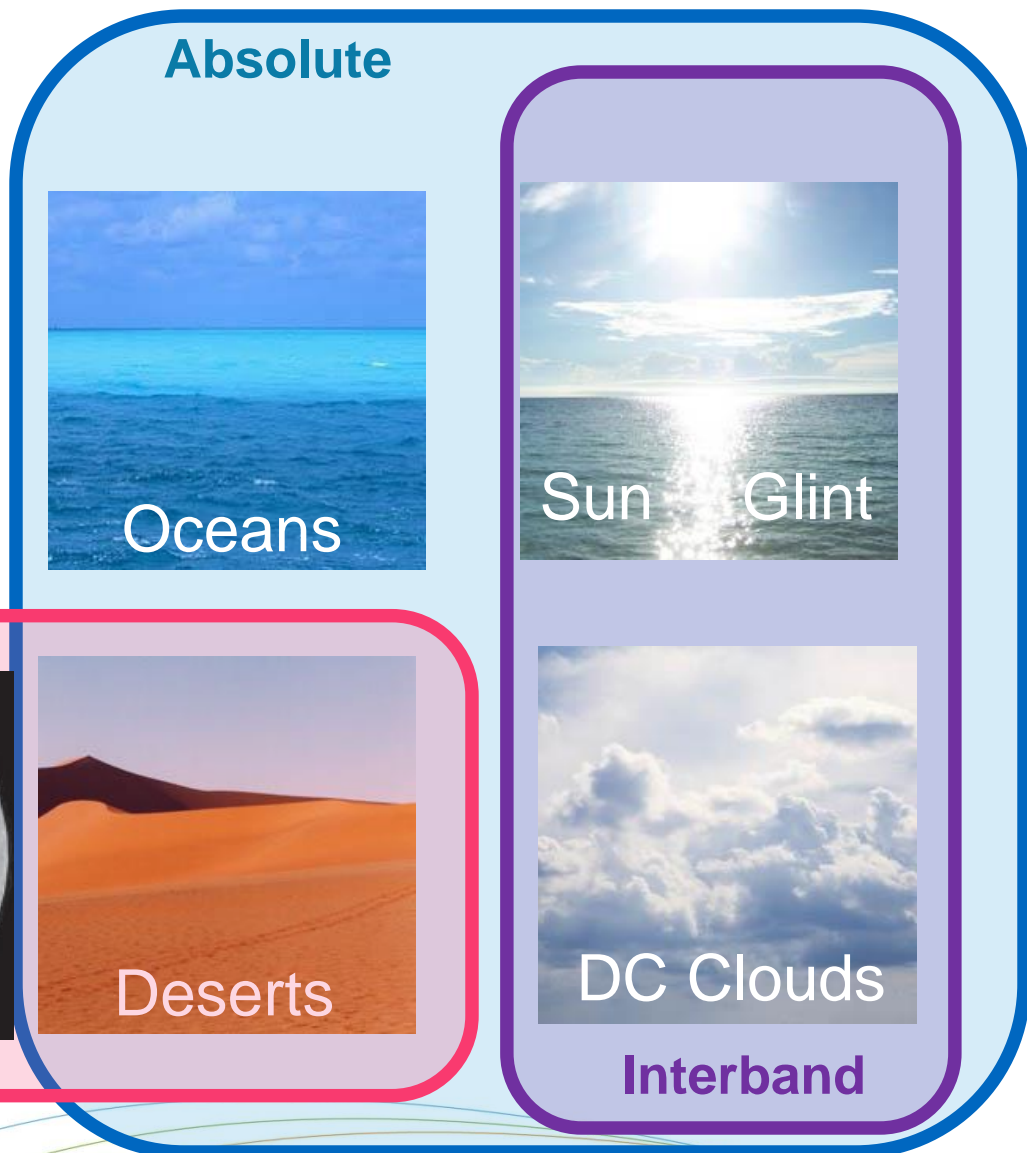 Absolute
Oceans
Sun Glint
Deserts
DC Clouds
Interband